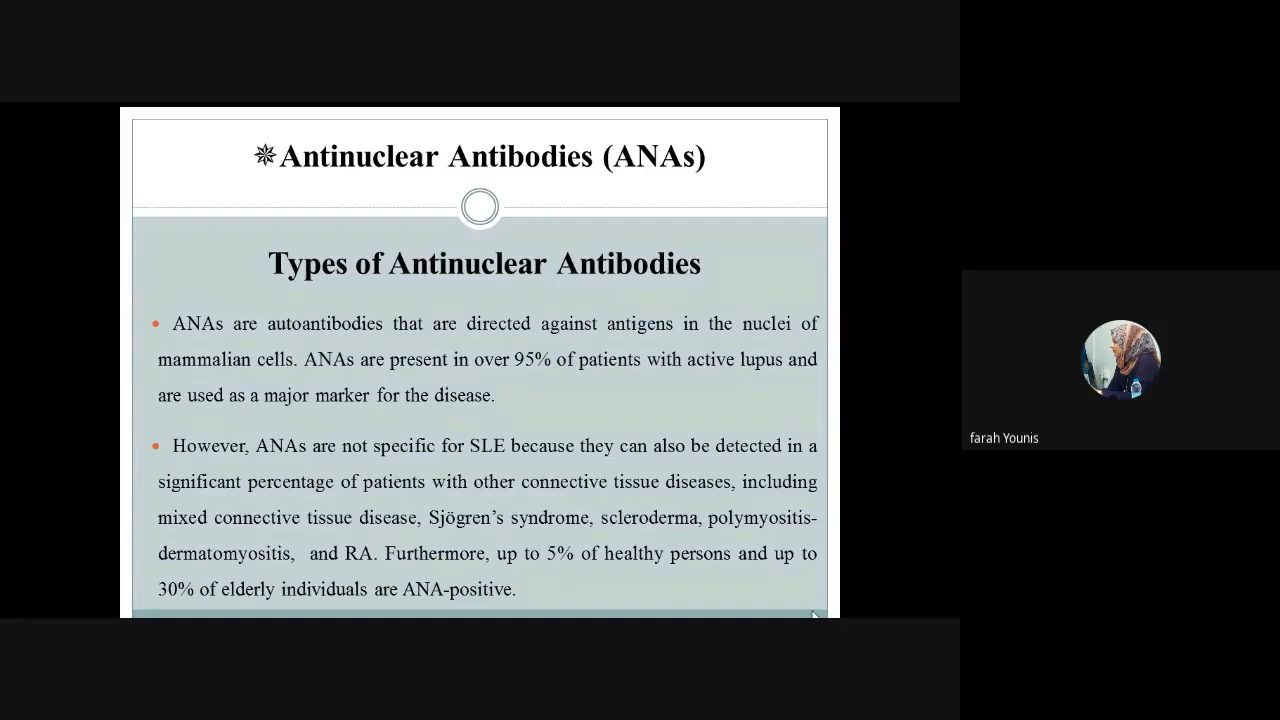 ✵Antinuclear Antibodies (ANAs)
Types of Antinuclear Antibodies
• ANAs are autoantibodies that are directed against antigens in the nuclei of
mammalian cells. ANAs are present in over 95% of patients with active lupus and
are used as a major marker for the disease.
• However, ANAs are not specific for SLE because they can also be detected in a
significant percentage of patients with other connective tissue diseases, including
mixed connective tissue disease, Sjögren’s syndrome, scleroderma, polymyositis-
dermatomyositis, and RA. Furthermore, up to 5% of healthy persons and up to
30% of elderly individuals are ANA-positive.
farah Younis